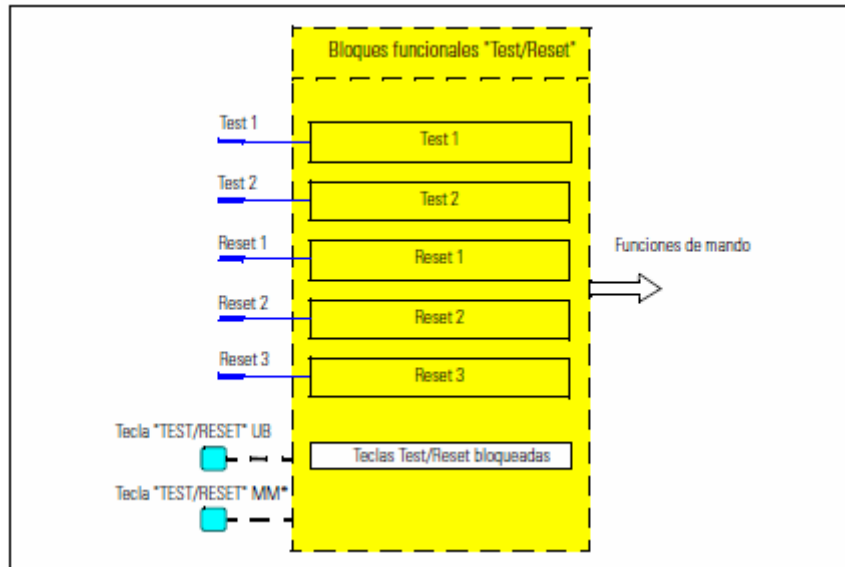 Bloques funcionales "Test/Reset"
Test 1
Test 1
Test 2
Test 2
Reset 1
Reset 1
Funciones de mando
Reset 2
Reset 2
Reset 3
Reset 3
Tecla "TEST/RESET" UB
Teclas Test/Reset bloqueadas
Tecla "TEST/RESET" MM*